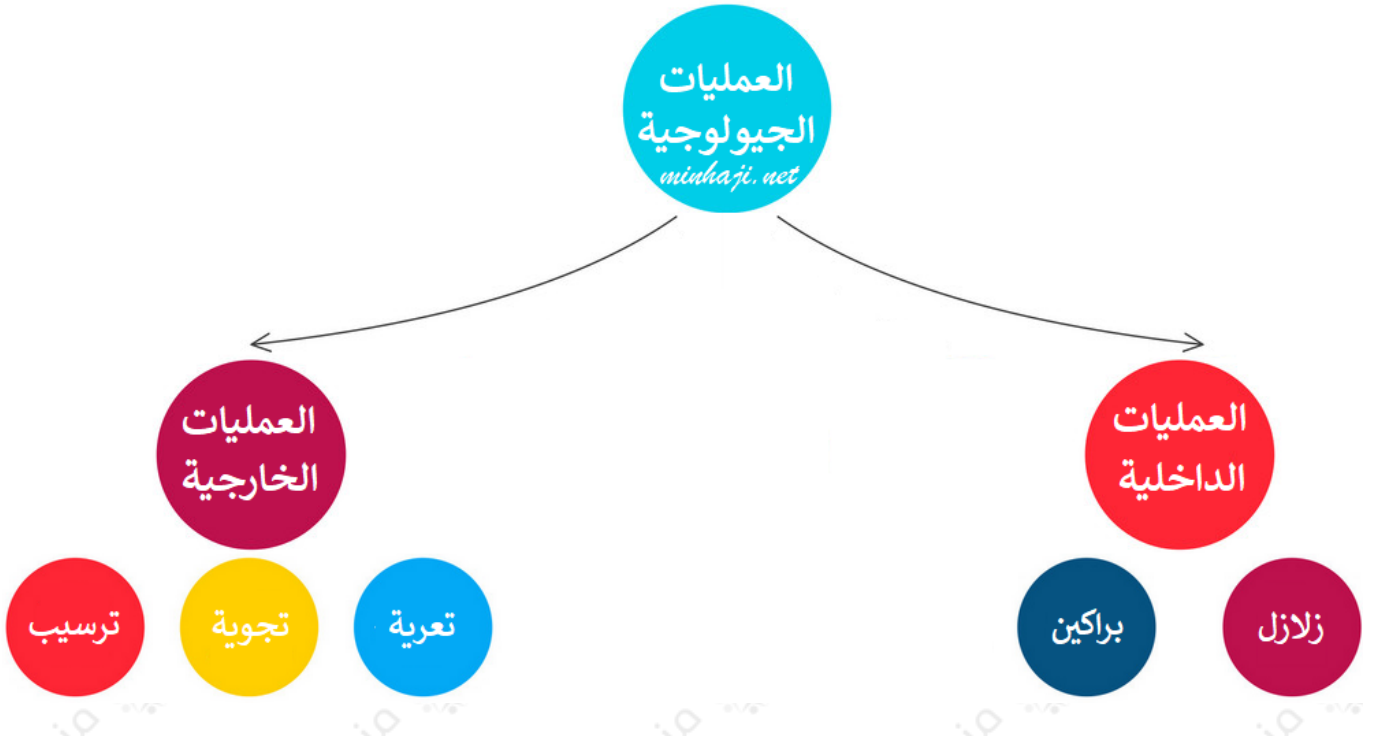 العمليات
الجيولوجية
minhaji.net
العمليات
الداخلية
العمليات
الخارجية
زلازل
براكين
تعرية
تجوية
ترسيب